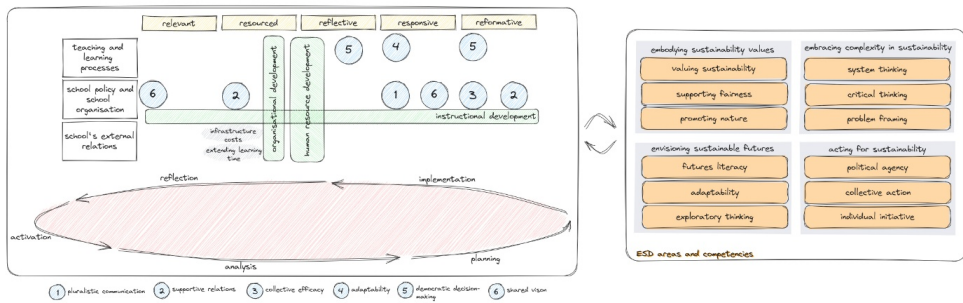 relevant
resourced
reflective
responsive
reformative
teaching and
learning
processes
5
4
5
school policy and
school
organisation
6
2
1
6
3
2
school's external
relations
organisational development
human resource development
instructional development
infrastructure
costs
extending learning
time
reflection
implementation
activation
analysis
planning
1 pluralistic communication
2 supportive relations
3 collective efficacy
4 adaptability
5 democratic decision-
making
6 shared vison
embodying sustainability values
valuing sustainability
supporting fairness
promoting nature
embracing complexity in sustainability
system thinking
critical thinking
problem framing
envisioning sustainable futures
futures literacy
adaptability
exploratory thinking
acting for sustainability
political agency
collective action
individual initiative
ESD areas and competencies